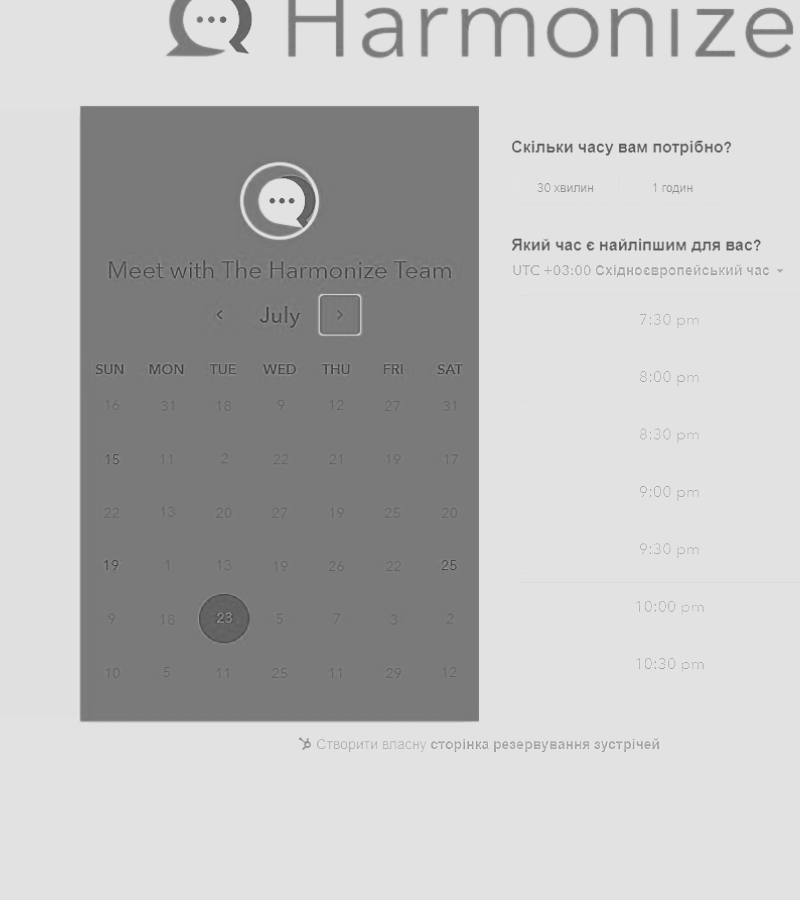 Harmonize
Meet with The Harmonize Team
July
SUN MON TUE WED THU FRI SAT
16 31 18 9 12 27 31
15 11 2 22 21 19 17
22 13 20 27 19 25 20
19 1 13 19 26 22 25
9 18 23 5 7 3 2
10 5 11 25 11 29 12
Скільки часу вам потрібно?
30 хвилин 1 годин
Який час є найліпшим для вас?
UTC +03:00 Східноєвропейський час
7:30 pm
8:00 pm
8:30 pm
9:00 pm
9:30 pm
10:00 pm
10:30 pm
Створити власну сторінка резервування зустрічей